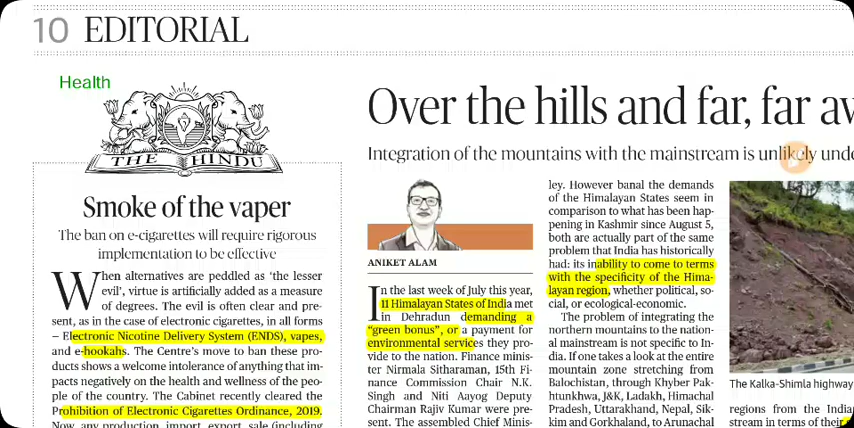 10 EDITORIAL
Health
THE HINDU
Smoke of the vaper
The ban on e-cigarettes will require rigorous
implementation to be effective
When alternatives are peddled as ‘the lesser
evil’, virtue is artificially added as a measure
of degrees. The evil is often clear and pre-
sent, as in the case of electronic cigarettes, in all forms
– Electronic Nicotine Delivery System (ENDS), vapes,
and e-hookahs. The Centre’s move to ban these pro-
ducts shows a welcome intolerance of anything that im-
pacts negatively on the health and wellness of the peo-
ple of the country. The Cabinet recently cleared the
Prohibition of Electronic Cigarettes Ordinance, 2019.
Now, any production, import, export, sale (including
Over the hills and far, far aw
Integration of the mountains with the mainstream is unlikely unde
ANIKET ALAM
In the last week of July this year,
11 Himalayan States of India met
in Dehradun demanding a
“green bonus”, or a payment for
environmental services they pro-
vide to the nation. Finance minis-
ter Nirmala Sitharaman, 15th Fi-
nance Commission Chair N.K.
Singh and Niti Aayog Deputy
Chairman Rajiv Kumar were pre-
sent. The assembled Chief Minis-
ley. However banal the demands
of the Himalayan States seem in
comparison to what has been hap-
pening in Kashmir since August 5,
both are actually part of the same
problem that India has historically
had: its inability to come to terms
with the specificity of the Hima-
layan region, whether political, so-
cial, or ecological-economic.
The problem of integrating the
northern mountains to the nation-
al mainstream is not specific to In-
dia. If one takes a look at the entire
mountain zone stretching from
Balochistan, through Khyber Pak-
htunkhwa, J&K, Ladakh, Himachal
Pradesh, Uttarakhand, Nepal, Sik-
kim and Gorkhaland, to Arunachal
The Kalka-Shimla highway
regions from the India
stream in terms of their